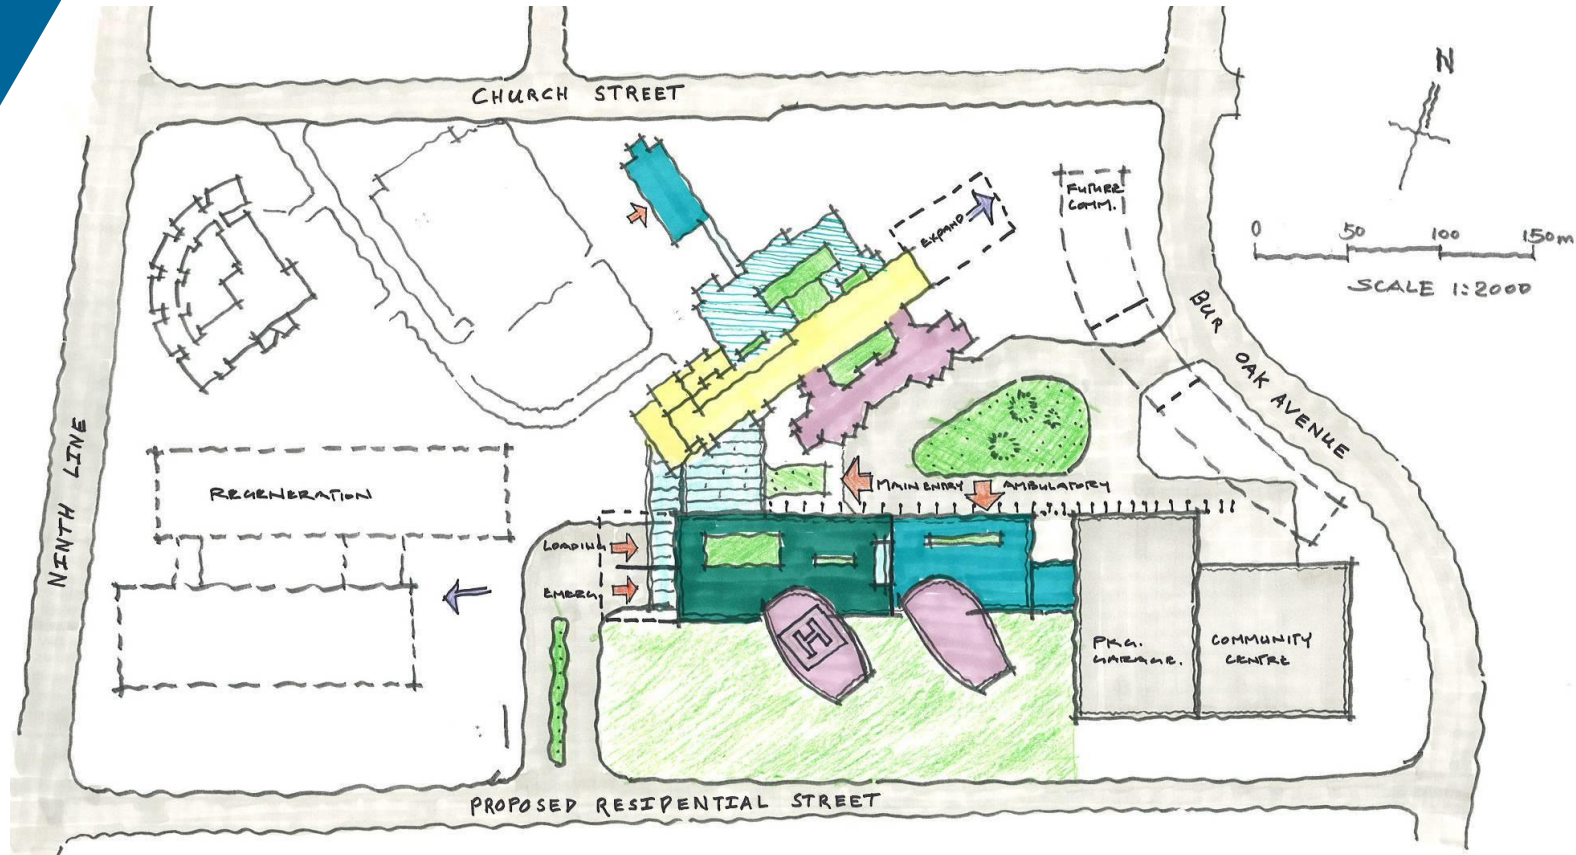 CHURCH STREET
N
FUTURE
COMM.
EXPAND
0 50 100 150m
SCALE 1:2000
BUR OAK AVENUE
NINTH LINE
REGENERATION
MAIN ENTRY
AMBULATORY
LOADING
EMERG.
H
PKG.
GARAGE.
COMMUNITY
CENTRE
PROPOSED RESIDENTIAL STREET